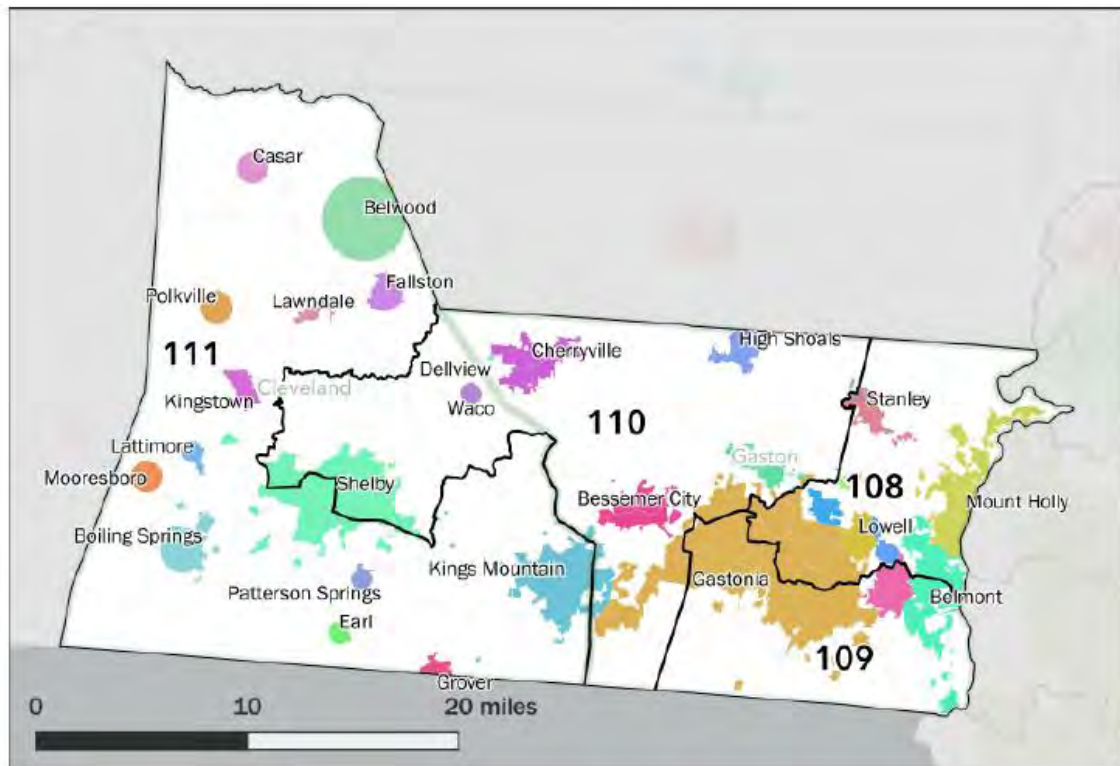 Casar
Belwood
Fallston
Polkville
Lawndale
111
High Shoals
Cherryville
Dellview
Cleveland
Kingstown
Waco
Stanley
110
Lattimore
Gaston
Mooresboro
Shelby
108
Bessemer City
Mount Holly
Lowell
Boiling Springs
Kings Mountain
Gastonia
Patterson Springs
Belmont
Earl
109
Grover
0 10 20 miles